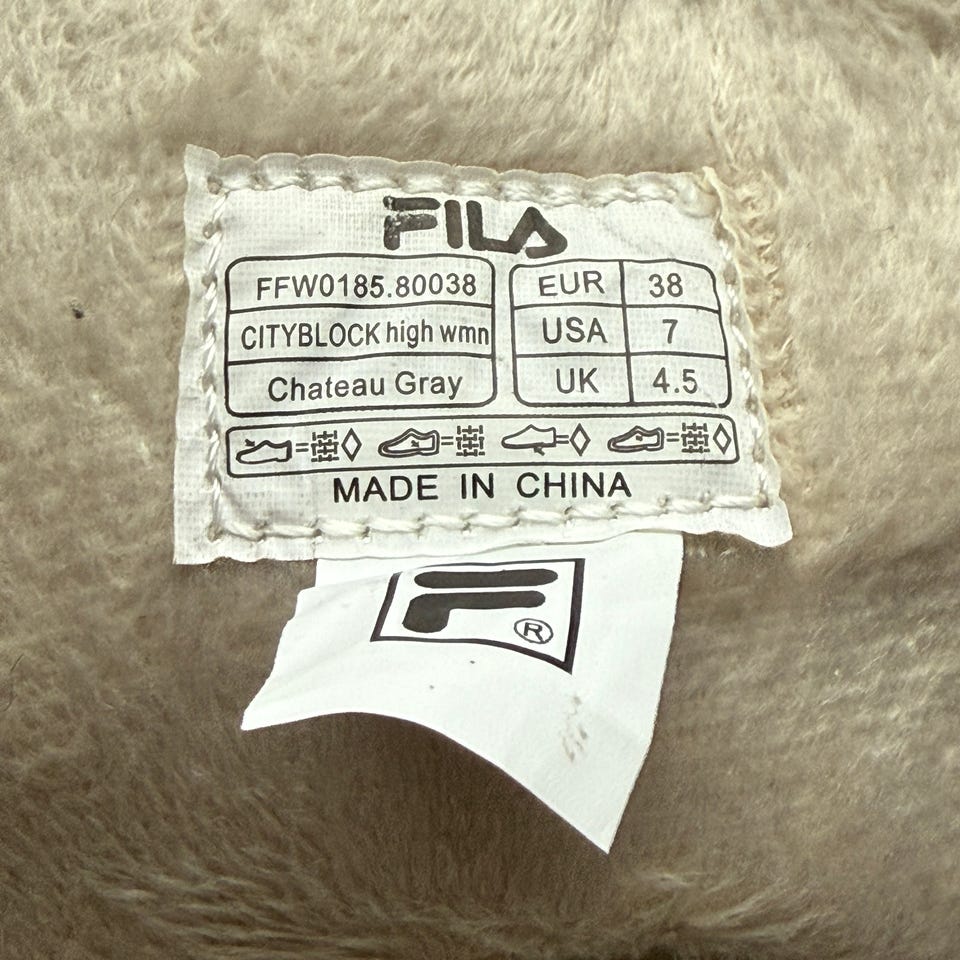 FILA
FFW0185.80038
CITYBLOCK high wmn
Chateau Gray
EUR 38
USA 7
UK 4.5
MADE IN CHINA
F
®